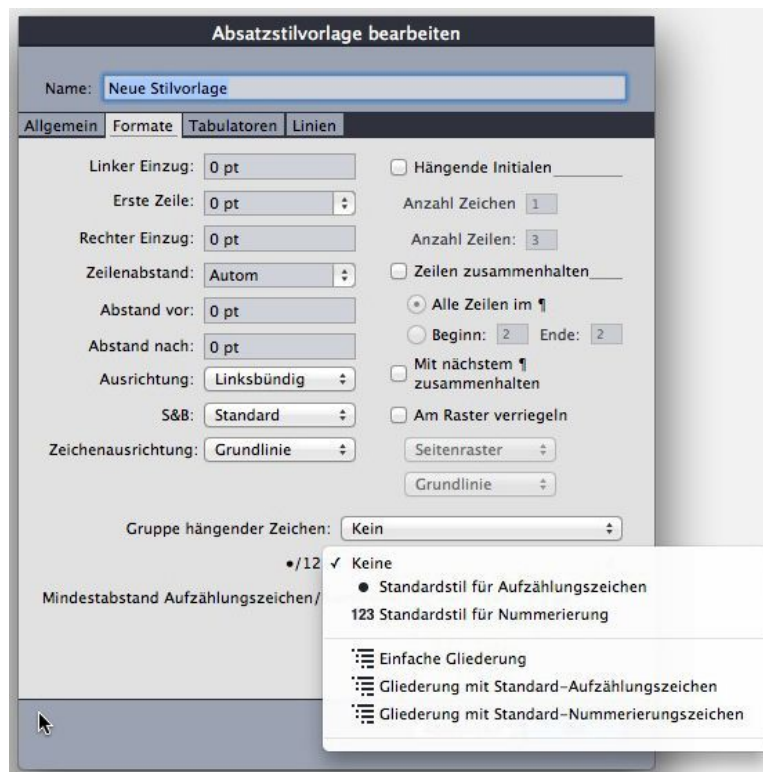 Absatzstilvorlage bearbeiten
Name: Neue Stilvorlage
Allgemein Formate Tabulatoren Linien
Linker Einzug: 0 pt
Erste Zeile: 0 pt
Rechter Einzug: 0 pt
Zeilenabstand: Autom
Abstand vor: 0 pt
Abstand nach: 0 pt
Ausrichtung: Linksbündig
S&B: Standard
Zeichenausrichtung: Grundlinie
Hängende Initialen
Anzahl Zeichen 1
Anzahl Zeilen: 3
Zeilen zusammenhalten
Alle Zeilen im ¶
Beginn: 2 Ende: 2
Mit nächstem ¶
zusammenhalten
Am Raster verriegeln
Seitenraster
Grundlinie
Gruppe hängender Zeichen: Kein
•/12
Mindestabstand Aufzählungszeichen/
✓ Keine
• Standardstil für Aufzählungszeichen
123 Standardstil für Nummerierung
Einfache Gliederung
Gliederung mit Standard-Aufzählungszeichen
Gliederung mit Standard-Nummerierungszeichen